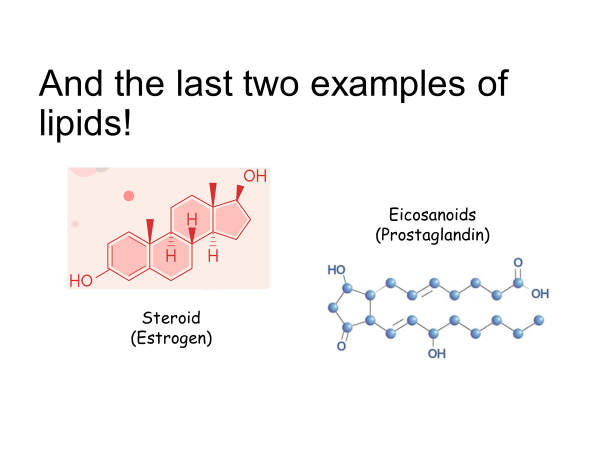 And the last two examples of
lipids!
OH
H
H
H
HO
Steroid
(Estrogen)
Eicosanoids
(Prostaglandin)
HO
O
OH
O
OH